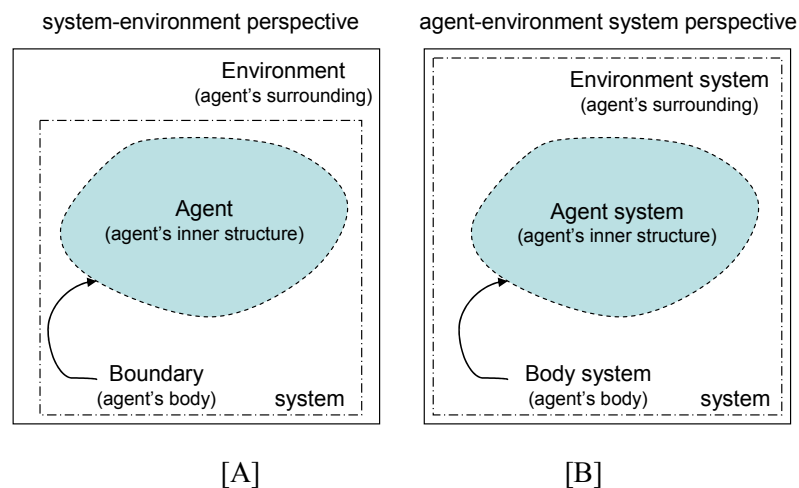 system-environment perspective
Environment
(agent's surrounding)
Agent
(agent's inner structure)
Boundary
(agent's body)
system
[A]
agent-environment system perspective
Environment system
(agent's surrounding)
Agent system
(agent's inner structure)
Body system
(agent's body)
system
[B]